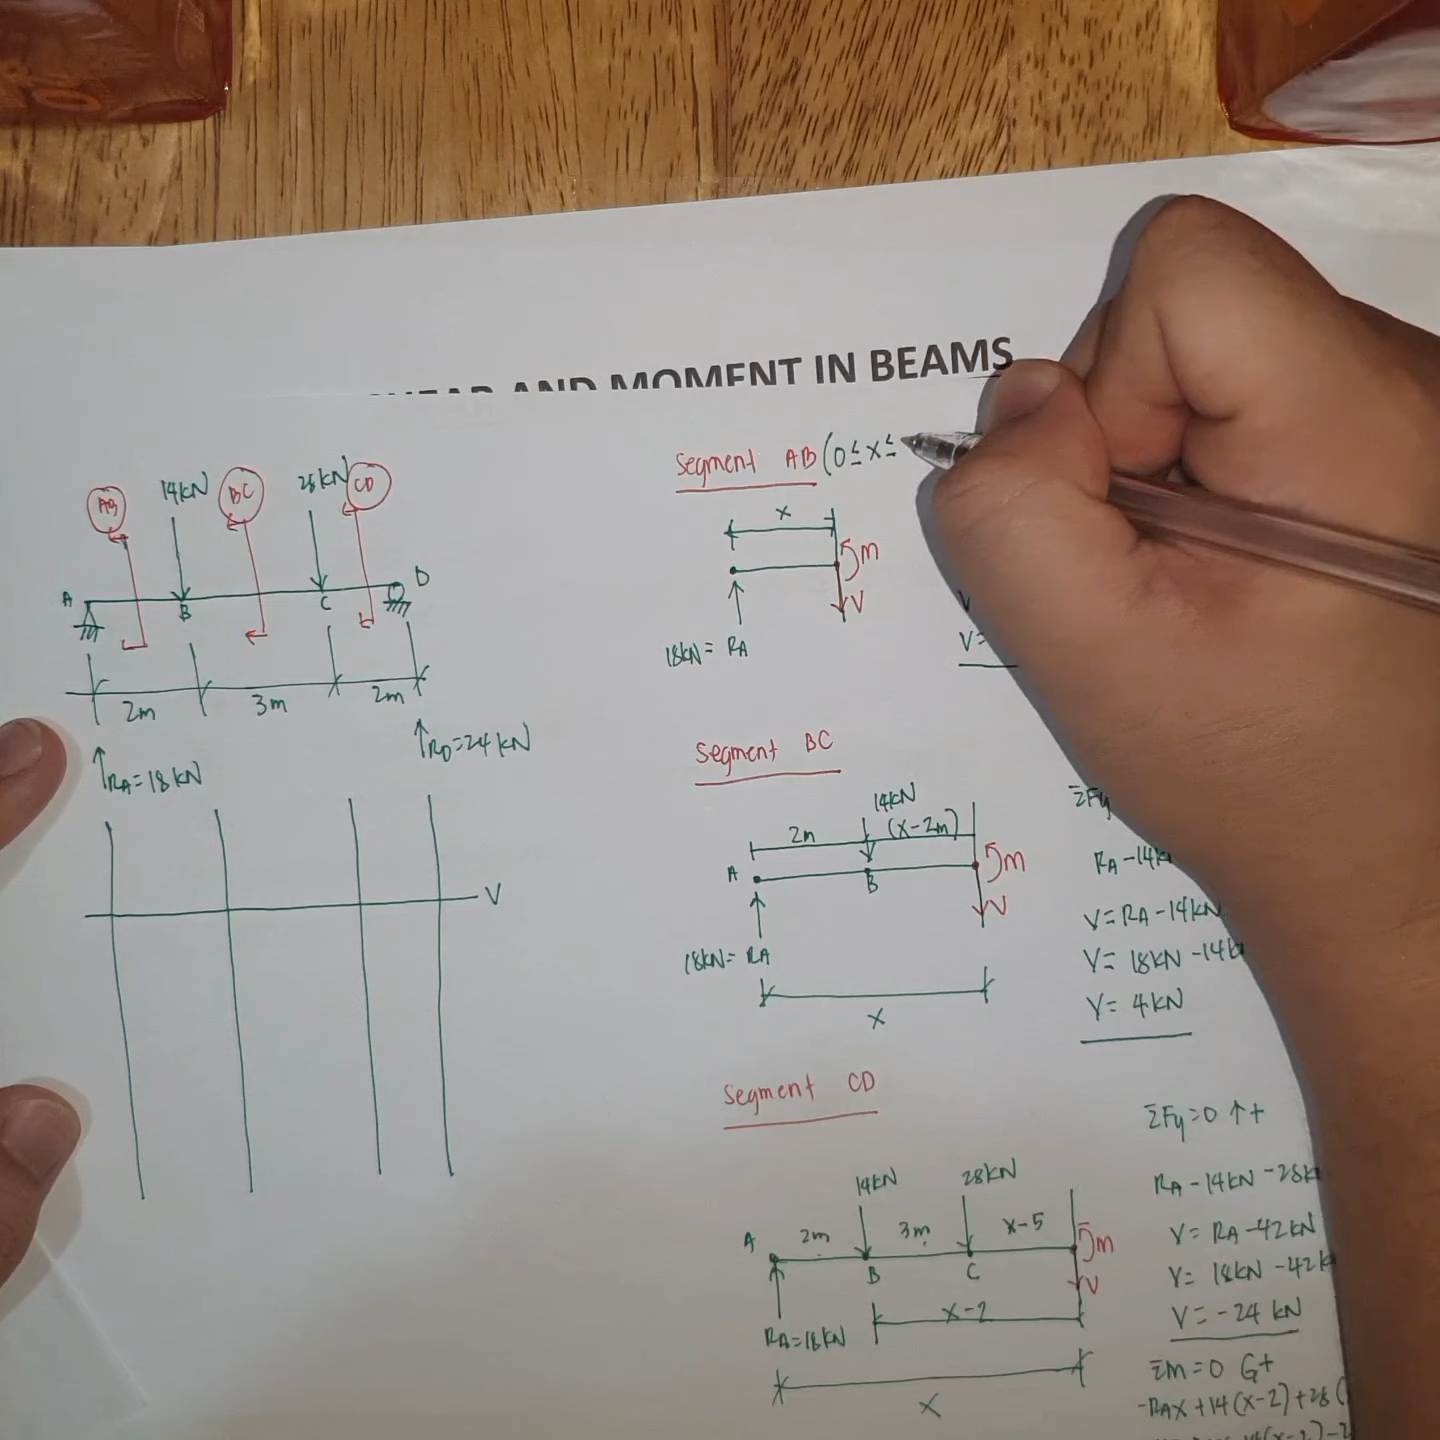 SHEAR AND MOMENT IN BEAMS
AB
14kN
BC
28kN
CD
A
B
C
D
2m
3m
2m
RA=18kN
RD=24kN
V
Segment AB (0≤x≤
x
M
V
18kN= RA
V
V=
Segment BC
14kN
2m
(x-2m)
A
B
M
V
18kN= RA
x
ΣFy
RA-14k
V=RA-14kN
V= 18kN -14k
V= 4kN
Segment CD
14kN
28kN
A
2m
3m
x-5
B
C
M
V
RA=18kN
x-2
x
ΣFy=0 ↑+
RA-14kN-28k
V= RA-42kN
V= 18kN -42k
V= -24 kN
ΣM=0
-RAX+14(x-2)+28(